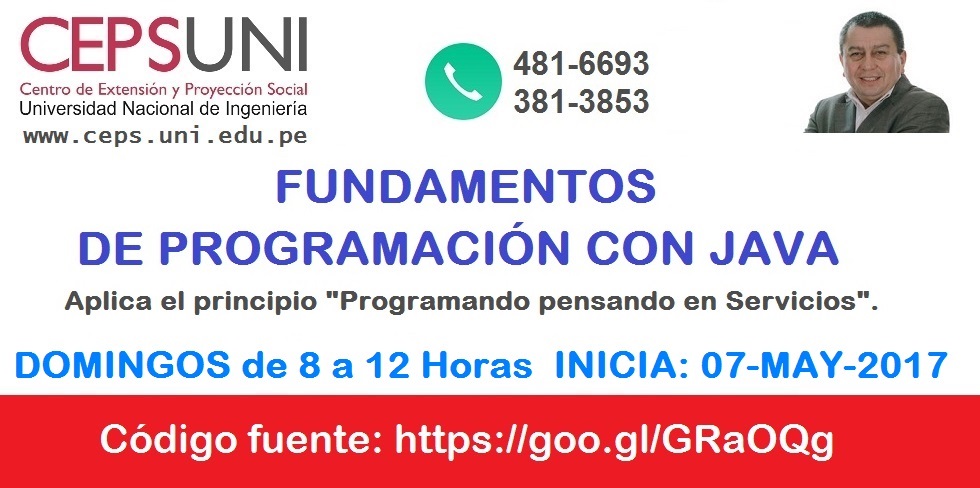 CEPSUNI
Centro de Extensión y Proyección Social
Universidad Nacional de Ingeniería
www.ceps.uni.edu.pe
481-6693
381-3853
FUNDAMENTOS
DE PROGRAMACIÓN CON JAVA
Aplica el principio "Programando pensando en Servicios".
DOMINGOS de 8 a 12 Horas INICIA: 07-MAY-2017
Código fuente: https://goo.gl/GRaOQg